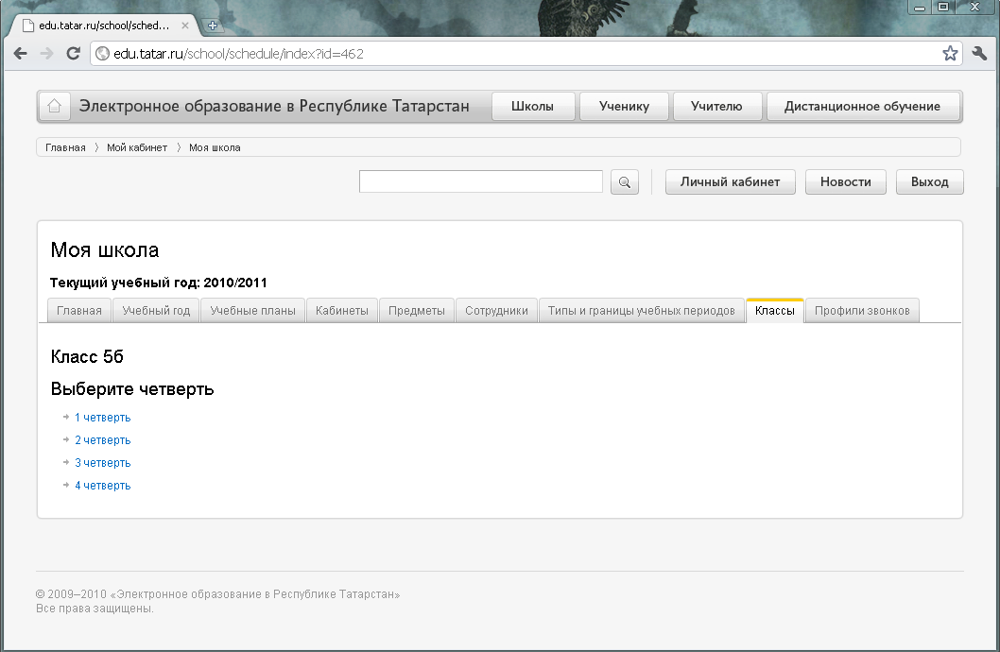 edu.tatar.ru/school/sched...
edu.tatar.ru/school/schedule/index?id=462
Электронное образование в Республике Татарстан Школы Ученику Учителю Дистанционное обучение
Главная Мой кабинет Моя школа
Личный кабинет Новости Выход
Моя школа
Текущий учебный год: 2010/2011
Главная Учебный год Учебные планы Кабинеты Предметы Сотрудники Типы и границы учебных периодов Классы Профили звонков
Класс 5б
Выберите четверть
1 четверть
2 четверть
3 четверть
4 четверть
© 2009–2010 «Электронное образование в Республике Татарстан»
Все права защищены.